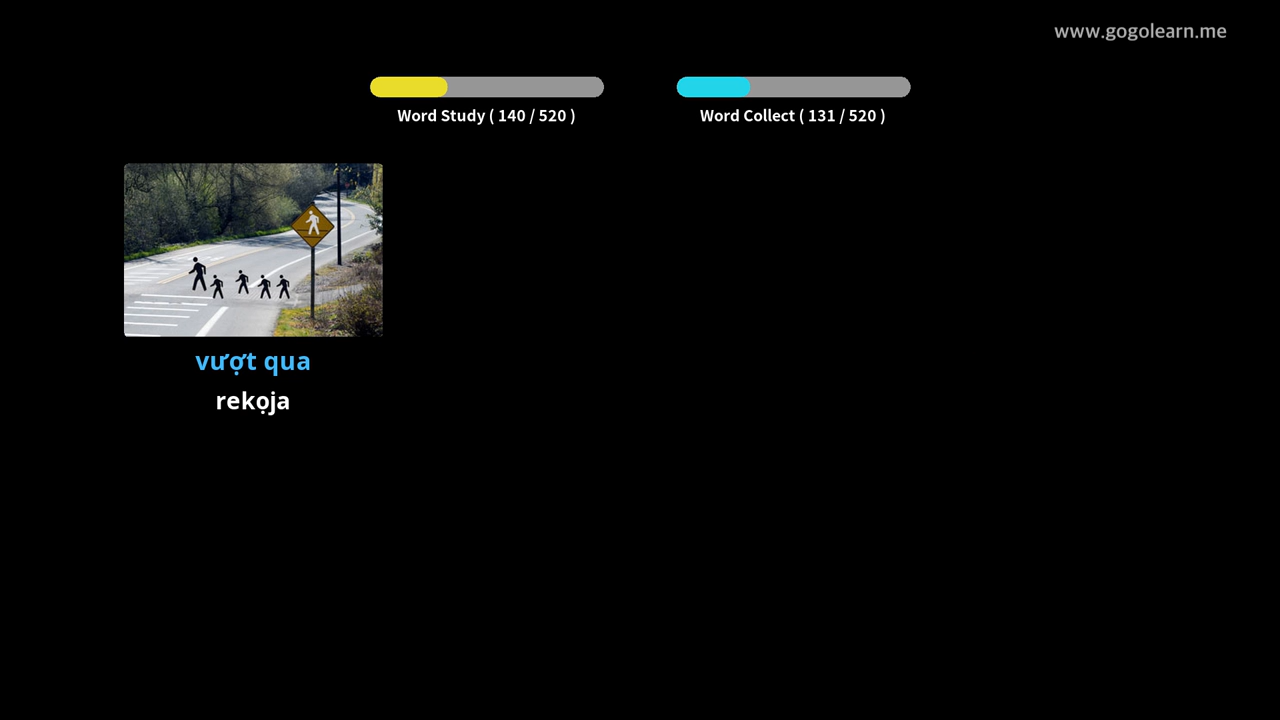 www.gogolearn.me
Word Study ( 140 / 520 )
Word Collect ( 131 / 520 )
vượt qua
rekọja